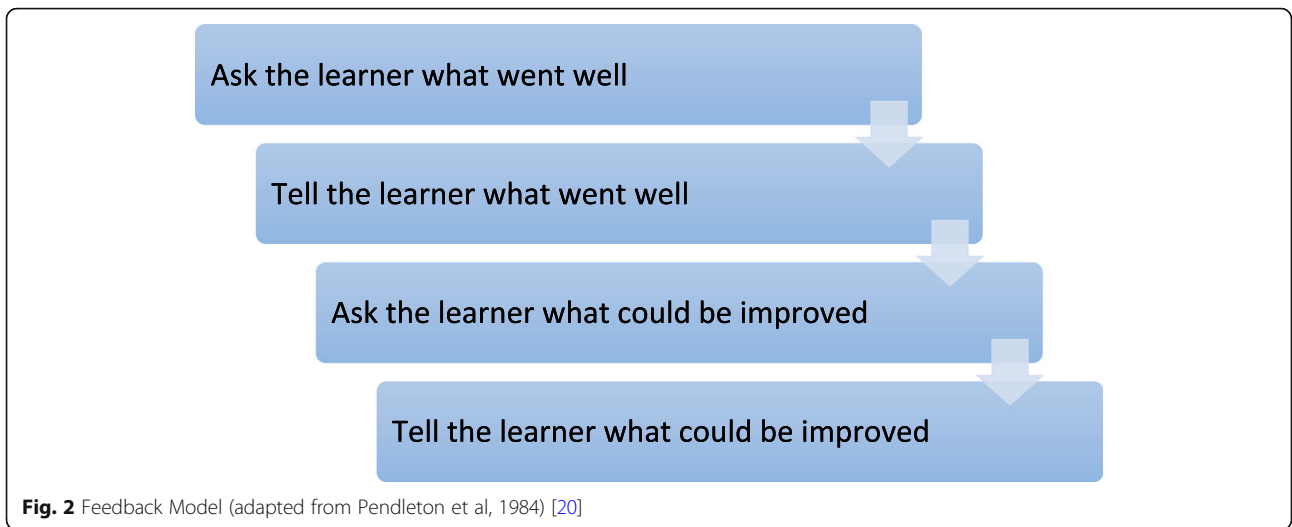 Ask the learner what went well
Tell the learner what went well
Ask the learner what could be improved
Tell the learner what could be improved
Fig. 2 Feedback Model (adapted from Pendleton et al, 1984) [20]